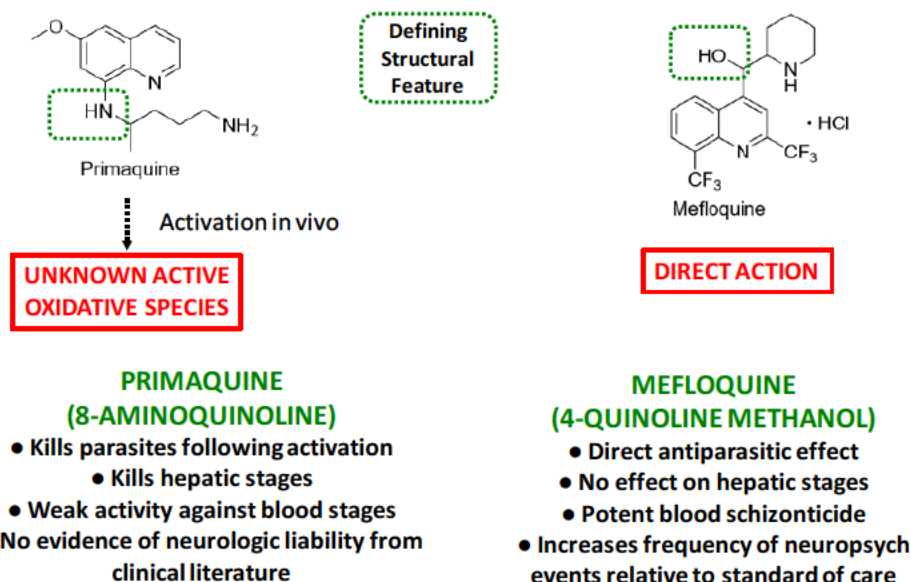 O
N
HN
NH₂
Primaquine
Activation in vivo
UNKNOWN ACTIVE
OXIDATIVE SPECIES
Defining
Structural
Feature
HO
N
H
N
CF₃
CF₃
• HCl
Mefloquine
DIRECT ACTION
PRIMAQUINE
(8-AMINOQUINOLINE)
● Kills parasites following activation
● Kills hepatic stages
● Weak activity against blood stages
No evidence of neurologic liability from
clinical literature
MEFLOQUINE
(4-QUINOLINE METHANOL)
● Direct antiparasitic effect
● No effect on hepatic stages
● Potent blood schizonticide
● Increases frequency of neuropsych
events relative to standard of care